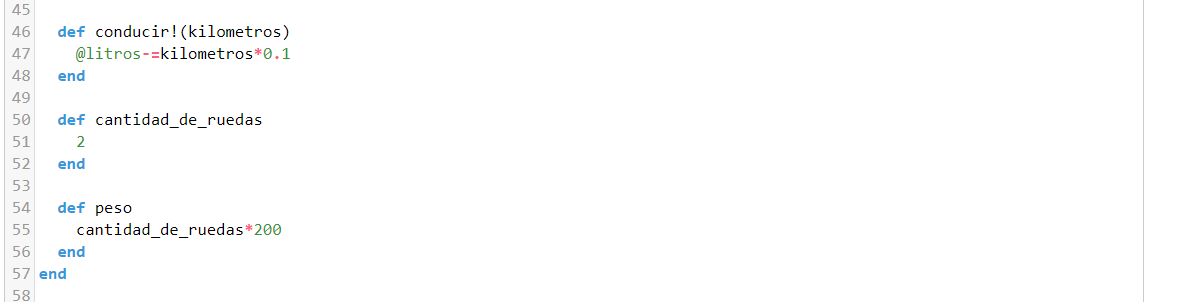 45
46 def conducir!(kilometros)
47 @litros-=kilometros*0.1
48 end
49
50 def cantidad_de_ruedas
51 2
52 end
53
54 def peso
55 cantidad_de_ruedas*200
56 end
57 end
58